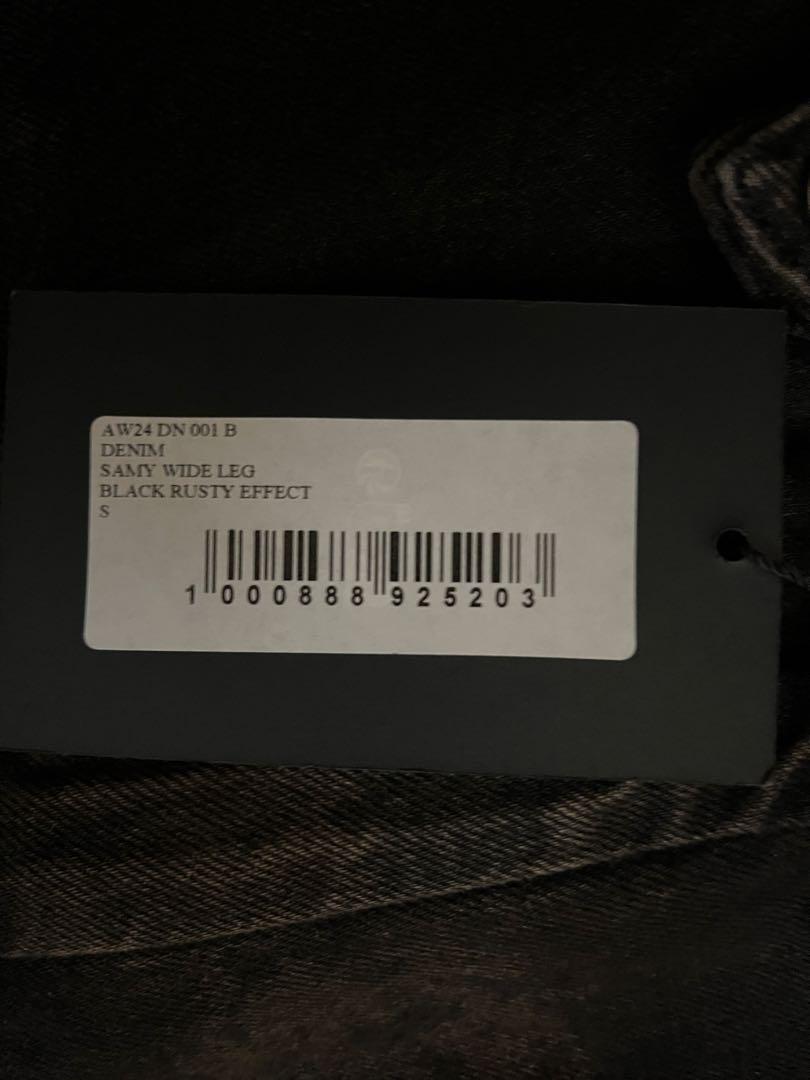 AW24 DN 001 B
DENIM
SAMY WIDE LEG
BLACK RUSTY EFFECT
S
1 000888 925203